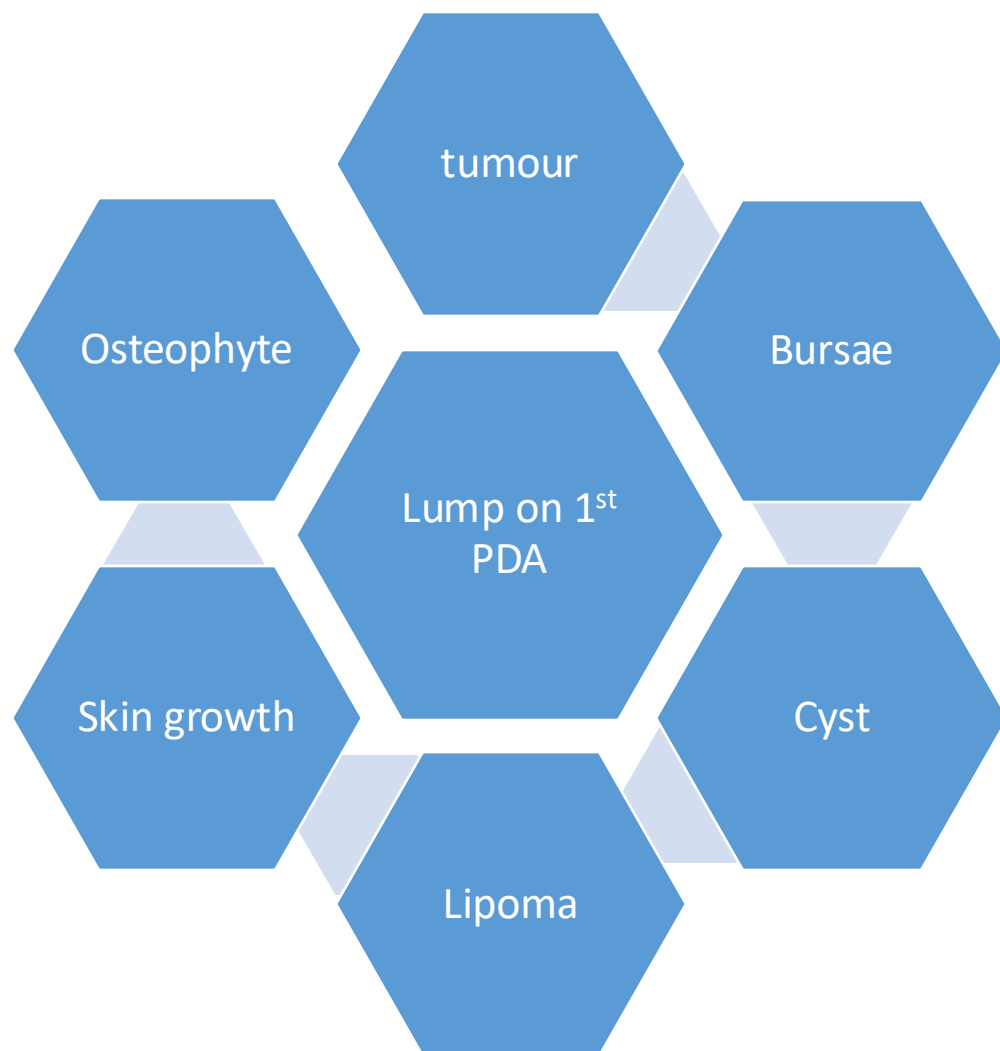 tumour
Bursae
Cyst
Lipoma
Skin growth
Osteophyte
Lump on 1st
PDA